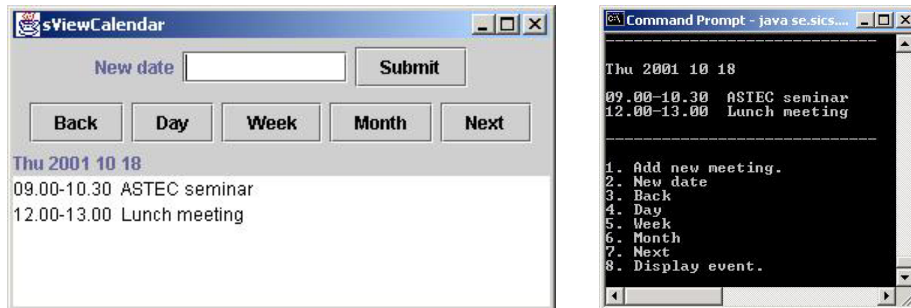 sViewCalendar
New date Submit
Back Day Week Month Next
Thu 2001 10 18
09.00-10.30 ASTEC seminar
12.00-13.00 Lunch meeting
Command Prompt - java se.sics....
Thu 2001 10 18
09.00-10.30 ASTEC seminar
12.00-13.00 Lunch meeting
1. Add new meeting.
2. New date
3. Back
4. Day
5. Week
6. Month
7. Next
8. Display event.